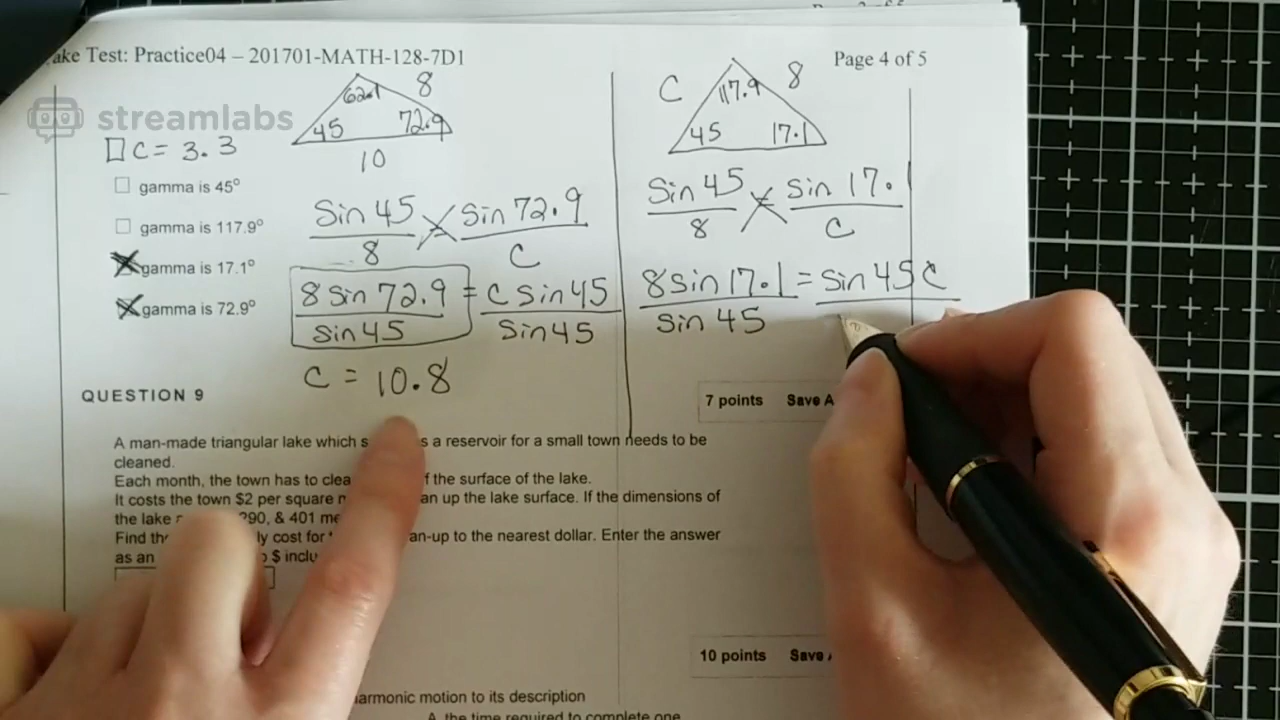 ake Test: Practice04 – 201701-MATH-128-7D1
Page 4 of 5
streamlabs
C = 3.3
gamma is 45°
gamma is 117.9°
gamma is 17.1°
gamma is 72.9°
62.1 8
45 72.9
10
Sin 45 Sin 72.9
8 C
8 Sin 72.9 = C Sin 45
Sin 45 Sin 45
C = 10.8
C 117.9 8
45 17.1
Sin 45 = Sin 17.1
8 C
8 sin 17.1 = sin 45 C
Sin 45
QUESTION 9
7 points Save A
A man-made triangular lake which s s a reservoir for a small town needs to be
cleaned.
Each month, the town has to clea f the surface of the lake.
It costs the town $2 per square an up the lake surface. If the dimensions of
the lake 290, & 401 me
Find the ly cost for an-up to the nearest dollar. Enter the answer
as an $ inclu
10 points Save
armonic motion to its description
A. the time required to complete one